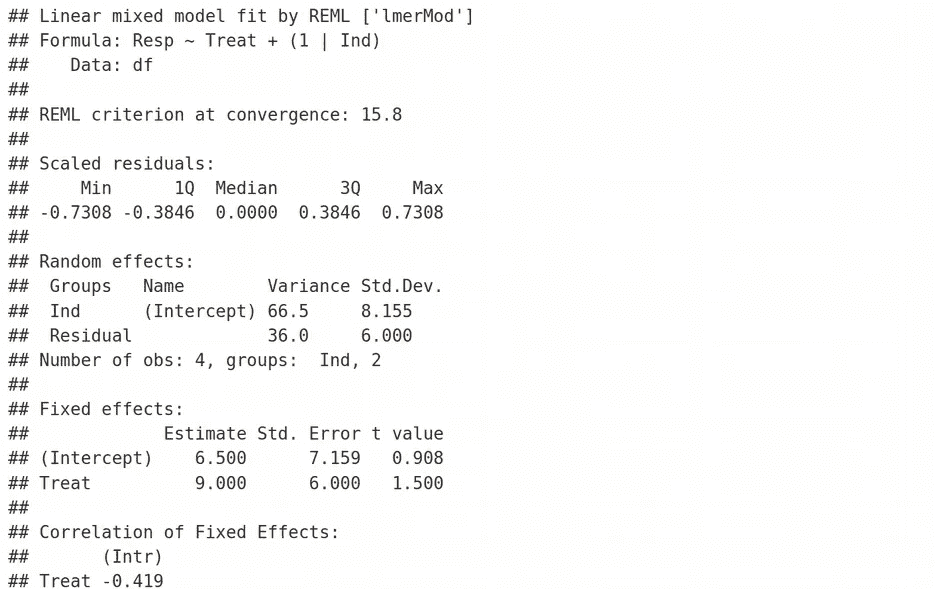 ## Linear mixed model fit by REML ['lmerMod']
## Formula: Resp ~ Treat + (1 | Ind)
##    Data: df
##
## REML criterion at convergence: 15.8
##
## Scaled residuals:
##     Min      1Q  Median      3Q     Max
## -0.7308 -0.3846  0.0000  0.3846  0.7308
##
## Random effects:
##  Groups   Name        Variance Std.Dev.
##  Ind      (Intercept) 66.5     8.155
##  Residual             36.0     6.000
## Number of obs: 4, groups:  Ind, 2
##
## Fixed effects:
##             Estimate Std. Error t value
## (Intercept)    6.500      7.159   0.908
## Treat          9.000      6.000   1.500
##
## Correlation of Fixed Effects:
##       (Intr)
## Treat -0.419